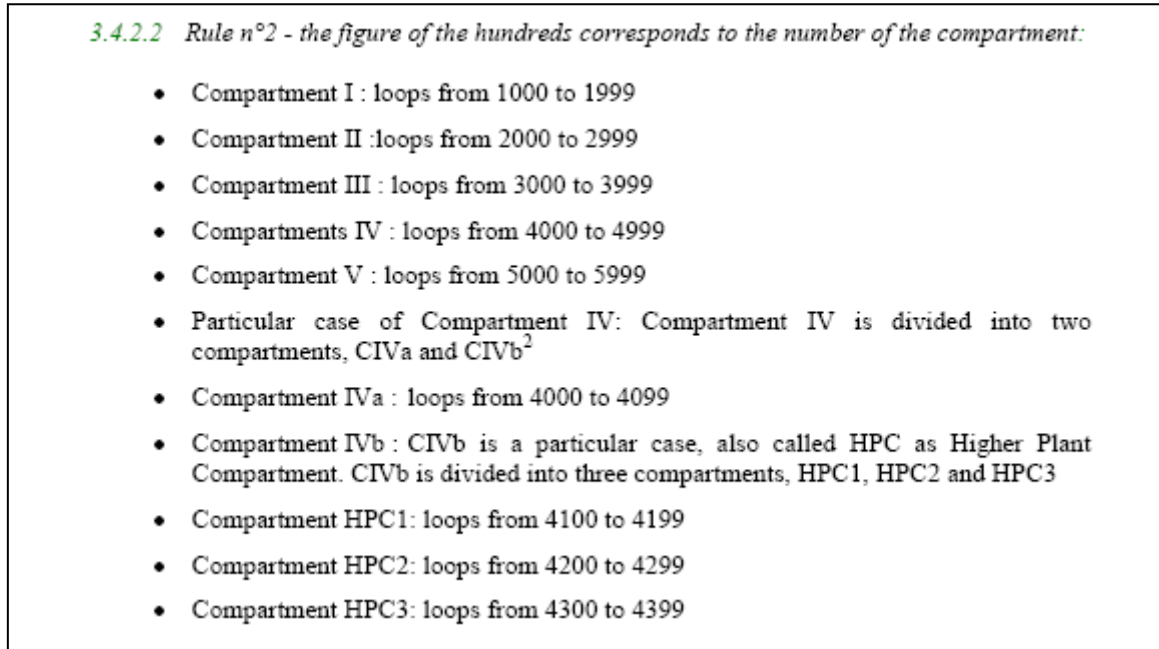 3.4.2.2 Rule n°2 - the figure of the hundreds corresponds to the number of the compartment:
• Compartment I : loops from 1000 to 1999
• Compartment II :loops from 2000 to 2999
• Compartment III : loops from 3000 to 3999
• Compartments IV : loops from 4000 to 4999
• Compartment V : loops from 5000 to 5999
• Particular case of Compartment IV: Compartment IV is divided into two
compartments, CIVa and CIVb²
• Compartment IVa : loops from 4000 to 4099
• Compartment IVb : CIVb is a particular case, also called HPC as Higher Plant
Compartment. CIVb is divided into three compartments, HPC1, HPC2 and HPC3
• Compartment HPC1: loops from 4100 to 4199
• Compartment HPC2: loops from 4200 to 4299
• Compartment HPC3: loops from 4300 to 4399